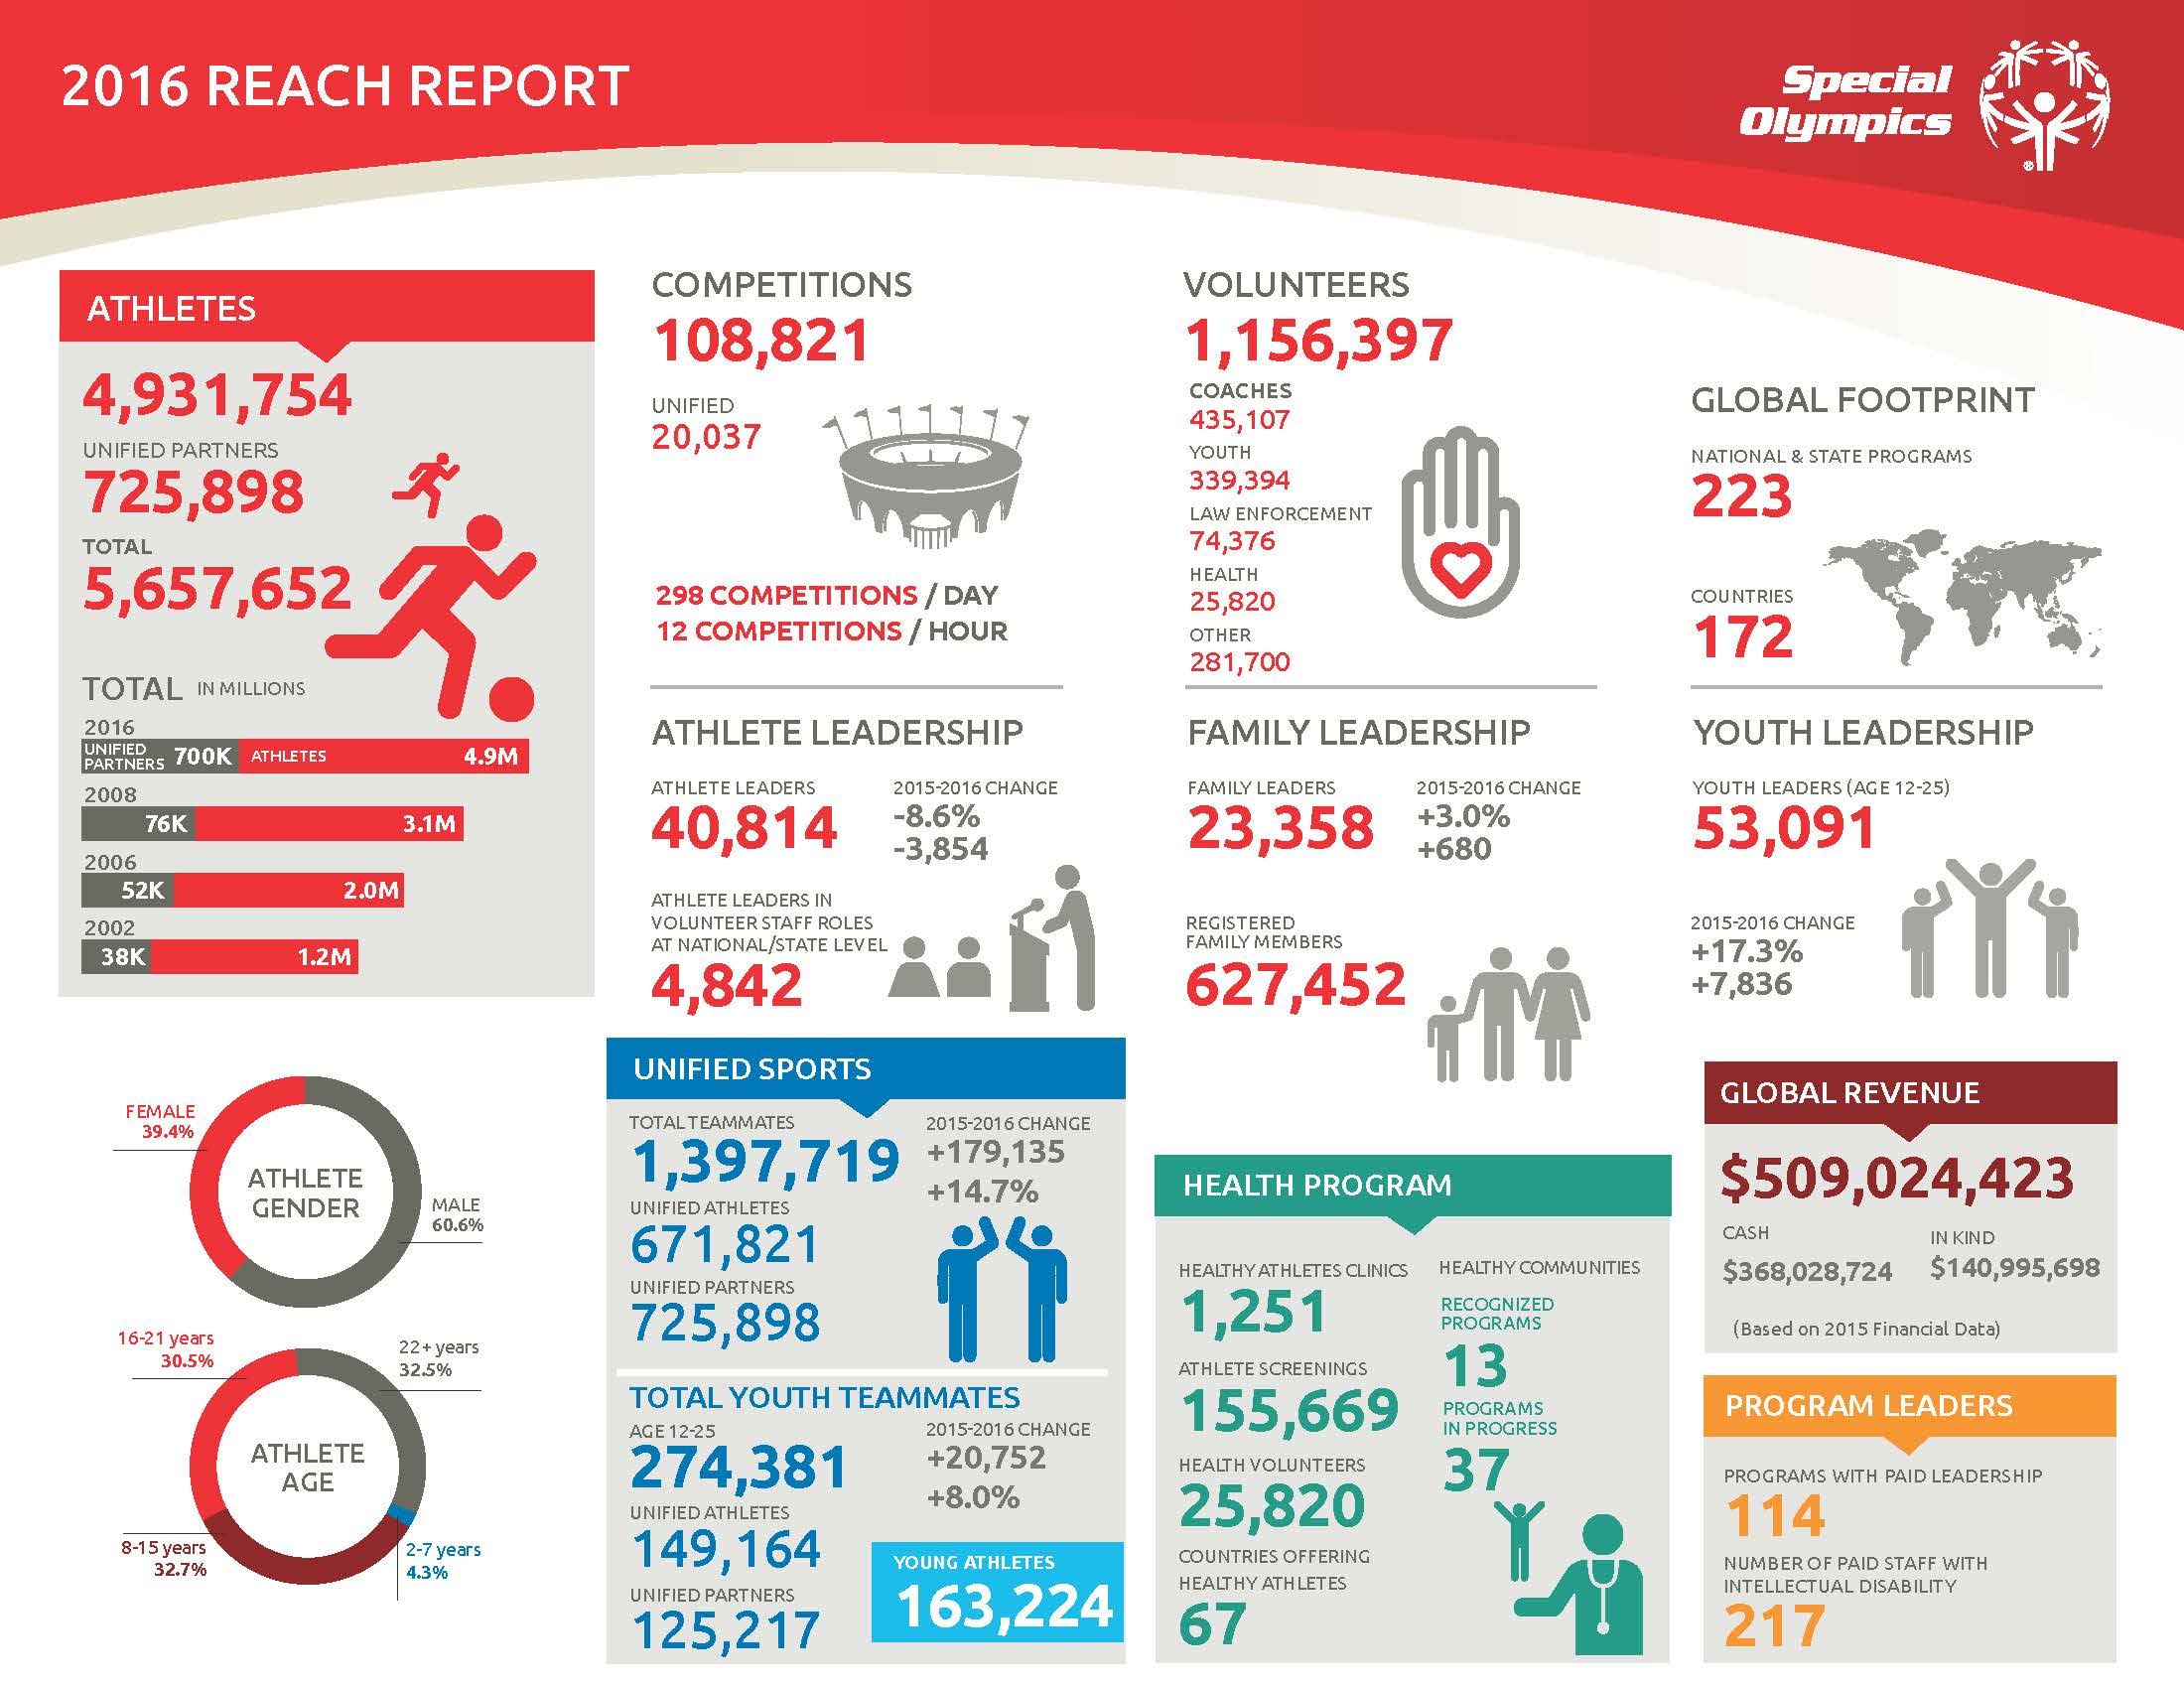 2016 REACH REPORT
Special
Olympics
®
ATHLETES
4,931,754
UNIFIED PARTNERS
725,898
TOTAL
5,657,652
TOTAL IN MILLIONS
2016
UNIFIED
PARTNERS 700K ATHLETES 4.9M
2008
76K 3.1M
2006
52K 2.0M
2002
38K 1.2M
COMPETITIONS
108,821
UNIFIED
20,037
298 COMPETITIONS / DAY
12 COMPETITIONS / HOUR
VOLUNTEERS
1,156,397
COACHES
435,107
YOUTH
339,394
LAW ENFORCEMENT
74,376
HEALTH
25,820
OTHER
281,700
GLOBAL FOOTPRINT
NATIONAL & STATE PROGRAMS
223
COUNTRIES
172
ATHLETE LEADERSHIP
ATHLETE LEADERS
40,814
2015-2016 CHANGE
-8.6%
-3,854
ATHLETE LEADERS IN
VOLUNTEER STAFF ROLES
AT NATIONAL/STATE LEVEL
4,842
FAMILY LEADERSHIP
FAMILY LEADERS
23,358
2015-2016 CHANGE
+3.0%
+680
REGISTERED
FAMILY MEMBERS
627,452
YOUTH LEADERSHIP
YOUTH LEADERS (AGE 12-25)
53,091
2015-2016 CHANGE
+17.3%
+7,836
FEMALE
39.4%
ATHLETE
GENDER
MALE
60.6%
16-21 years
30.5%
22+ years
32.5%
ATHLETE
AGE
8-15 years
32.7%
2-7 years
4.3%
UNIFIED SPORTS
TOTAL TEAMMATES
1,397,719
2015-2016 CHANGE
+179,135
+14.7%
UNIFIED ATHLETES
671,821
UNIFIED PARTNERS
725,898
TOTAL YOUTH TEAMMATES
AGE 12-25
274,381
2015-2016 CHANGE
+20,752
+8.0%
UNIFIED ATHLETES
149,164
UNIFIED PARTNERS
125,217
YOUNG ATHLETES
163,224
HEALTH PROGRAM
HEALTHY ATHLETES CLINICS
1,251
ATHLETE SCREENINGS
155,669
HEALTH VOLUNTEERS
25,820
COUNTRIES OFFERING
HEALTHY ATHLETES
67
HEALTHY COMMUNITIES
RECOGNIZED
PROGRAMS
13
PROGRAMS
IN PROGRESS
37
GLOBAL REVENUE
$509,024,423
CASH
$368,028,724
IN KIND
$140,995,698
(Based on 2015 Financial Data)
PROGRAM LEADERS
PROGRAMS WITH PAID LEADERSHIP
114
NUMBER OF PAID STAFF WITH
INTELLECTUAL DISABILITY
217